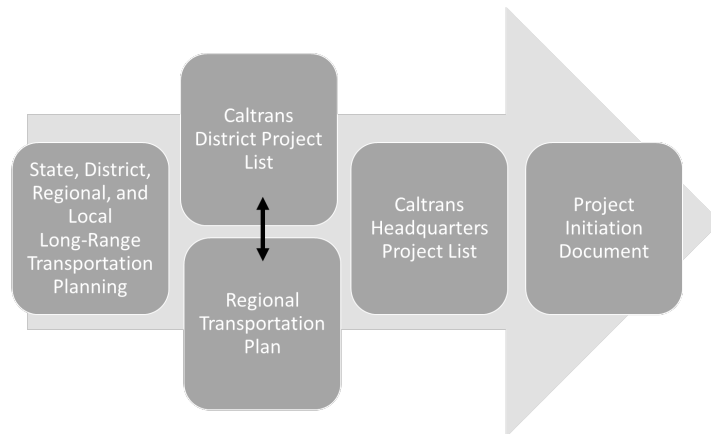 State, District,
Regional, and
Local
Long-Range
Transportation
Planning
Caltrans
District Project
List
Regional
Transportation
Plan
Caltrans
Headquarters
Project List
Project
Initiation
Document